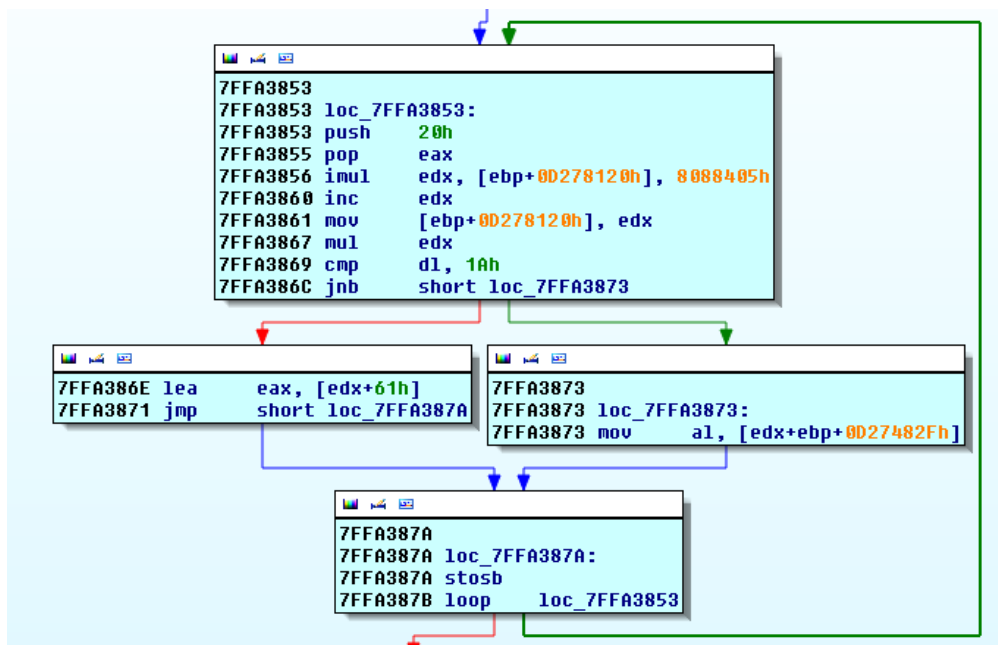 7FFA3853
7FFA3853 loc_7FFA3853:
7FFA3853 push 20h
7FFA3855 pop eax
7FFA3856 imul edx, [ebp+0D278120h], 8088405h
7FFA3860 inc edx
7FFA3861 mov [ebp+0D278120h], edx
7FFA3867 mul edx
7FFA3869 cmp dl, 1Ah
7FFA386C jnb short loc_7FFA3873
7FFA386E lea eax, [edx+61h]
7FFA3871 jmp short loc_7FFA387A
7FFA3873
7FFA3873 loc_7FFA3873:
7FFA3873 mov al, [edx+ebp+0D27482Fh]
7FFA387A
7FFA387A loc_7FFA387A:
7FFA387A stosb
7FFA387B loop loc_7FFA3853